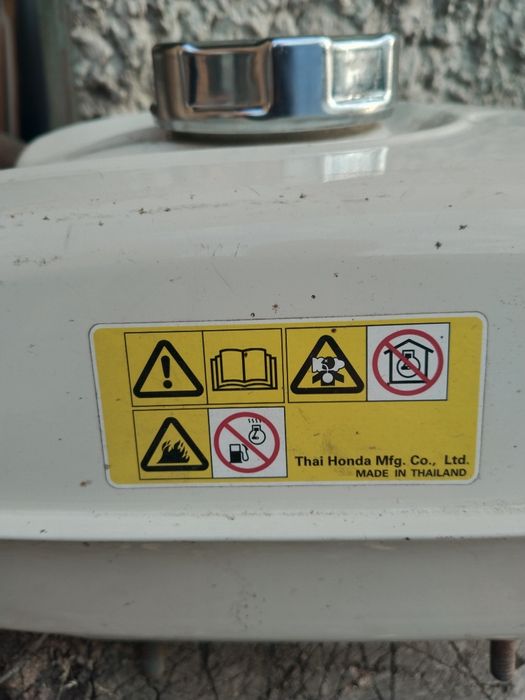 Thai Honda Mfg. Co., Ltd.
MADE IN THAILAND